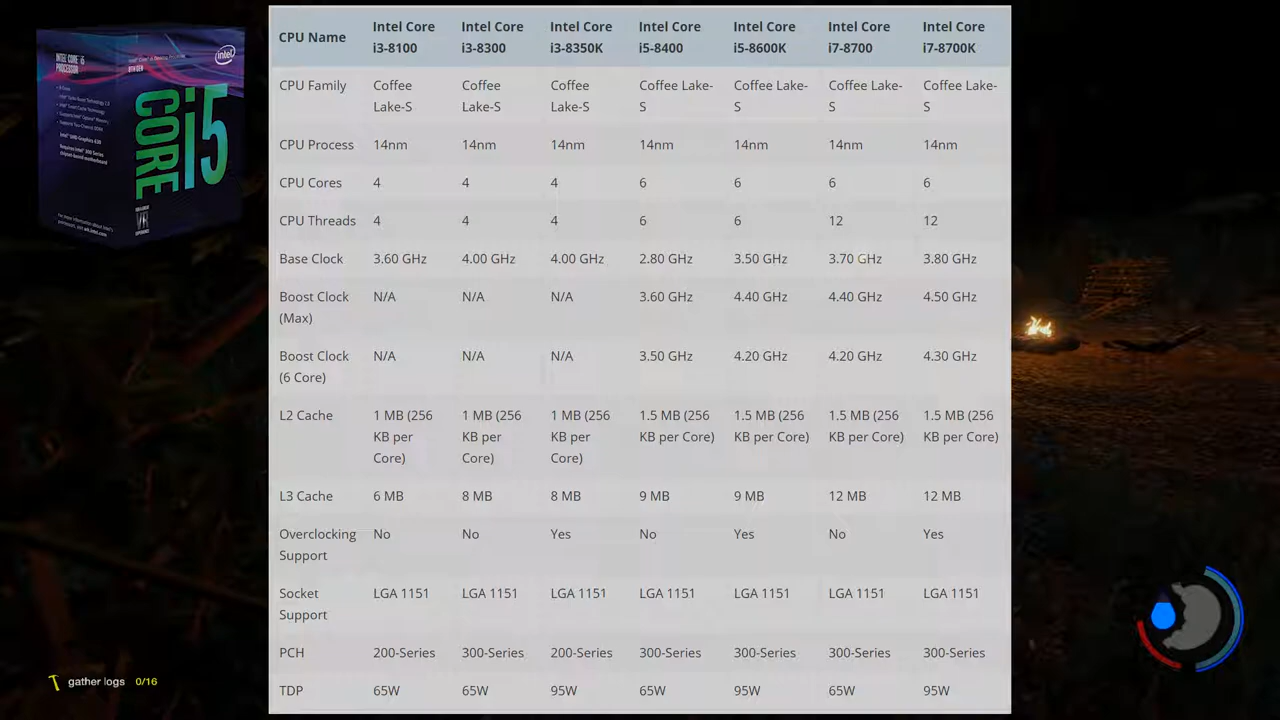 CPU Name Intel Core i3-8100 Intel Core i3-8300 Intel Core i3-8350K Intel Core i5-8400 Intel Core i5-8600K Intel Core i7-8700 Intel Core i7-8700K
CPU Family Coffee Lake-S Coffee Lake-S Coffee Lake-S Coffee Lake-S Coffee Lake-S Coffee Lake-S Coffee Lake-S
CPU Process 14nm 14nm 14nm 14nm 14nm 14nm 14nm
CPU Cores 4 4 4 6 6 6 6
CPU Threads 4 4 4 6 6 12 12
Base Clock 3.60 GHz 4.00 GHz 4.00 GHz 2.80 GHz 3.50 GHz 3.70 GHz 3.80 GHz
Boost Clock (Max) N/A N/A N/A 3.60 GHz 4.40 GHz 4.40 GHz 4.50 GHz
Boost Clock (6 Core) N/A N/A N/A 3.50 GHz 4.20 GHz 4.20 GHz 4.30 GHz
L2 Cache 1 MB (256 KB per Core) 1 MB (256 KB per Core) 1 MB (256 KB per Core) 1.5 MB (256 KB per Core) 1.5 MB (256 KB per Core) 1.5 MB (256 KB per Core) 1.5 MB (256 KB per Core)
L3 Cache 6 MB 8 MB 8 MB 9 MB 9 MB 12 MB 12 MB
Overclocking Support No No Yes No Yes No Yes
Socket Support LGA 1151 LGA 1151 LGA 1151 LGA 1151 LGA 1151 LGA 1151 LGA 1151
PCH 200-Series 300-Series 200-Series 300-Series 300-Series 300-Series 300-Series
TDP 65W 65W 95W 65W 95W 65W 95W
INTEL CORE i5
PROCESSOR
intel
CORE i5
gather logs 0/16